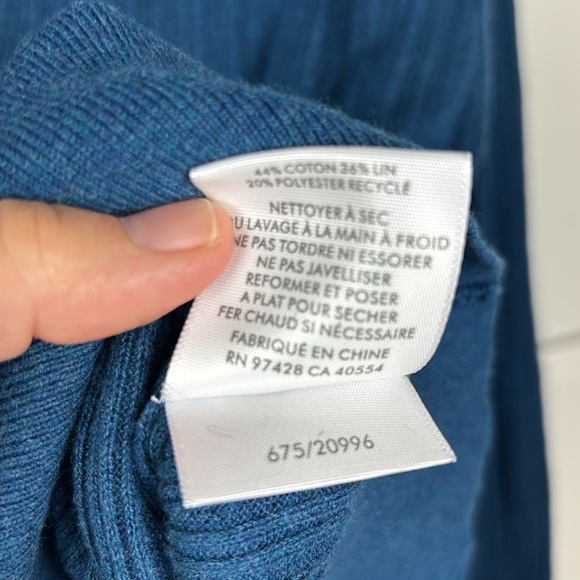 44% COTON 36% LIN
20% POLYESTER RECYCLÉ
NETTOYER À SEC
OU LAVAGE À LA MAIN À FROID
NE PAS TORDRE NI ESSORER
NE PAS JAVELLISER
REFORMER ET POSER
A PLAT POUR SECHER
FER CHAUD SI NÉCESSAIRE
FABRIQUÉ EN CHINE
RN 97428 CA 40554
675/20996